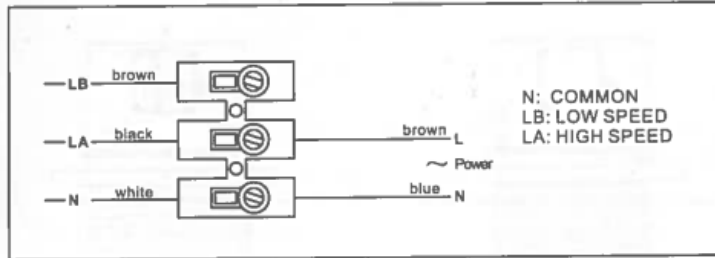 LB brown
LA black brown L
~ Power
N white blue N
N: COMMON
LB: LOW SPEED
LA: HIGH SPEED